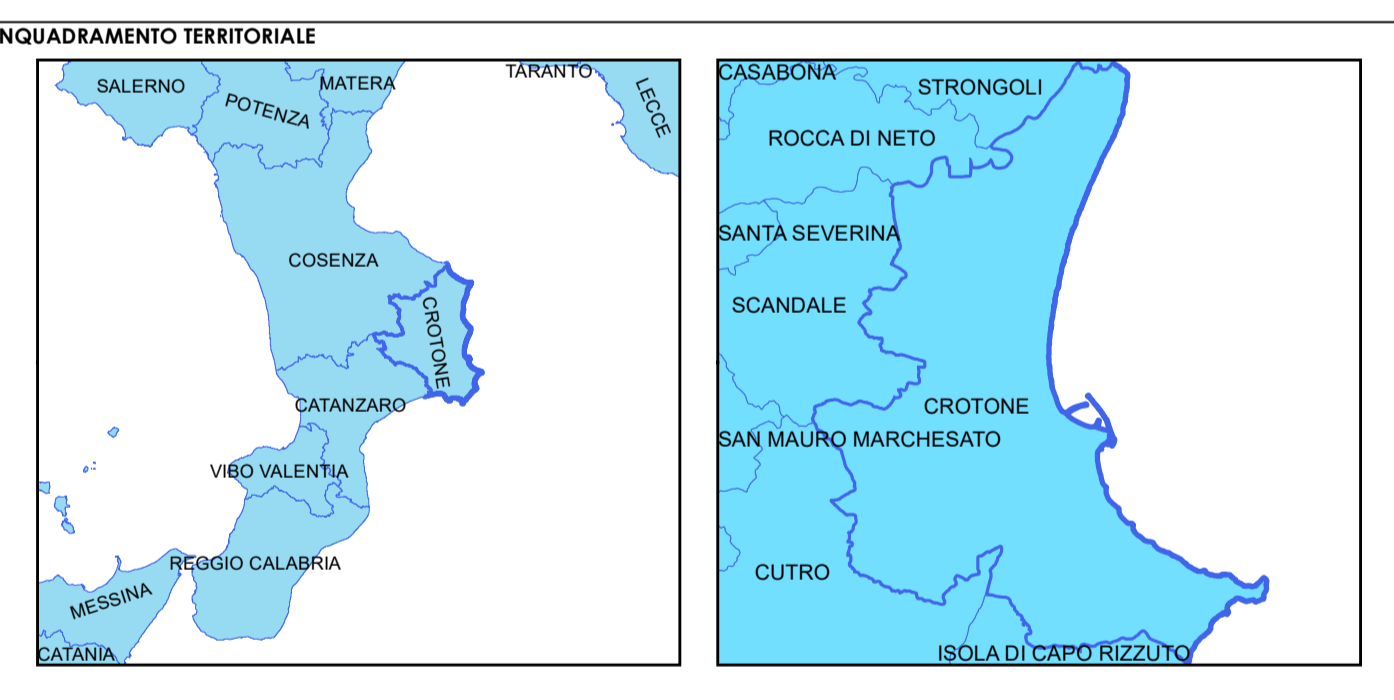 NQUADRAMENTO TERRITORIALE
SALERNO
POTENZA
MATERA
TARANTO
LECCE
COSENZA
CROTONE
CATANZARO
VIBO VALENTIA
REGGIO CALABRIA
MESSINA
CATANIA
CASABONA
STRONGOLI
ROCCA DI NETO
SANTA SEVERINA
SCANDALE
CROTONE
SAN MAURO MARCHESATO
CUTRO
ISOLA DI CAPO RIZZUTO